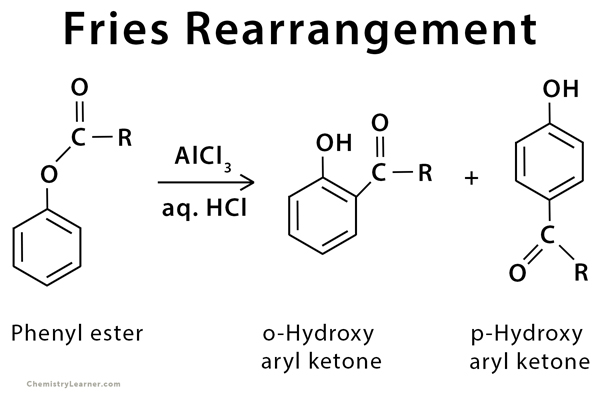 Fries Rearrangement
O
C
R
O
AlCl3
aq. HCl
OH
O
C
R
+
OH
C
O
R
Phenyl ester
o-Hydroxy
aryl ketone
p-Hydroxy
aryl ketone
ChemistryLearner.com